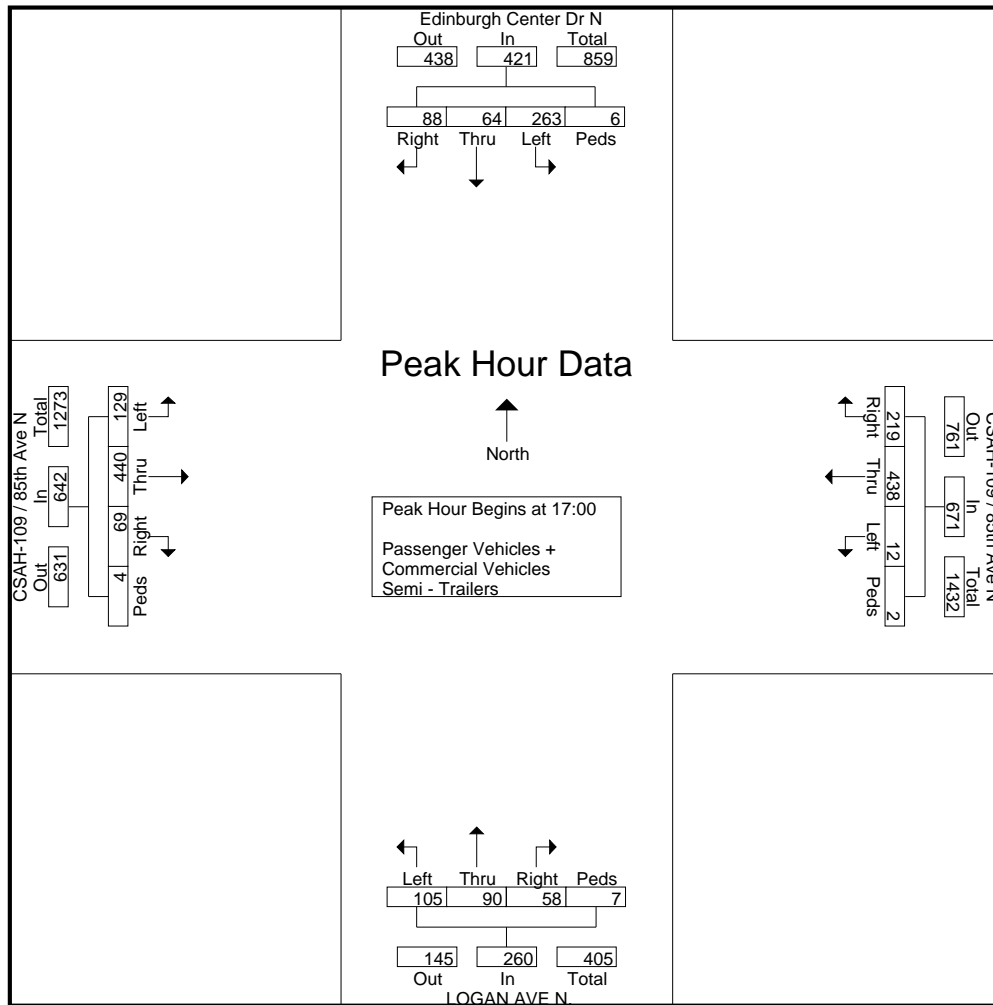 Edinburgh Center Dr N
Out In Total
438 421 859
88 64 263 6
Right Thru Left Peds
Peak Hour Data
North
Peak Hour Begins at 17:00
Passenger Vehicles +
Commercial Vehicles
Semi - Trailers
CSAH-109 / 85th Ave N
Total In Out
1273 642 631
129 440 69 4
Left Thru Right Peds
CSAH-109 / 85th Ave N
Out In Total
761 671 1432
219 438 12 2
Right Thru Left Peds
Left Thru Right Peds
105 90 58 7
145 260 405
Out In Total
LOGAN AVE N.